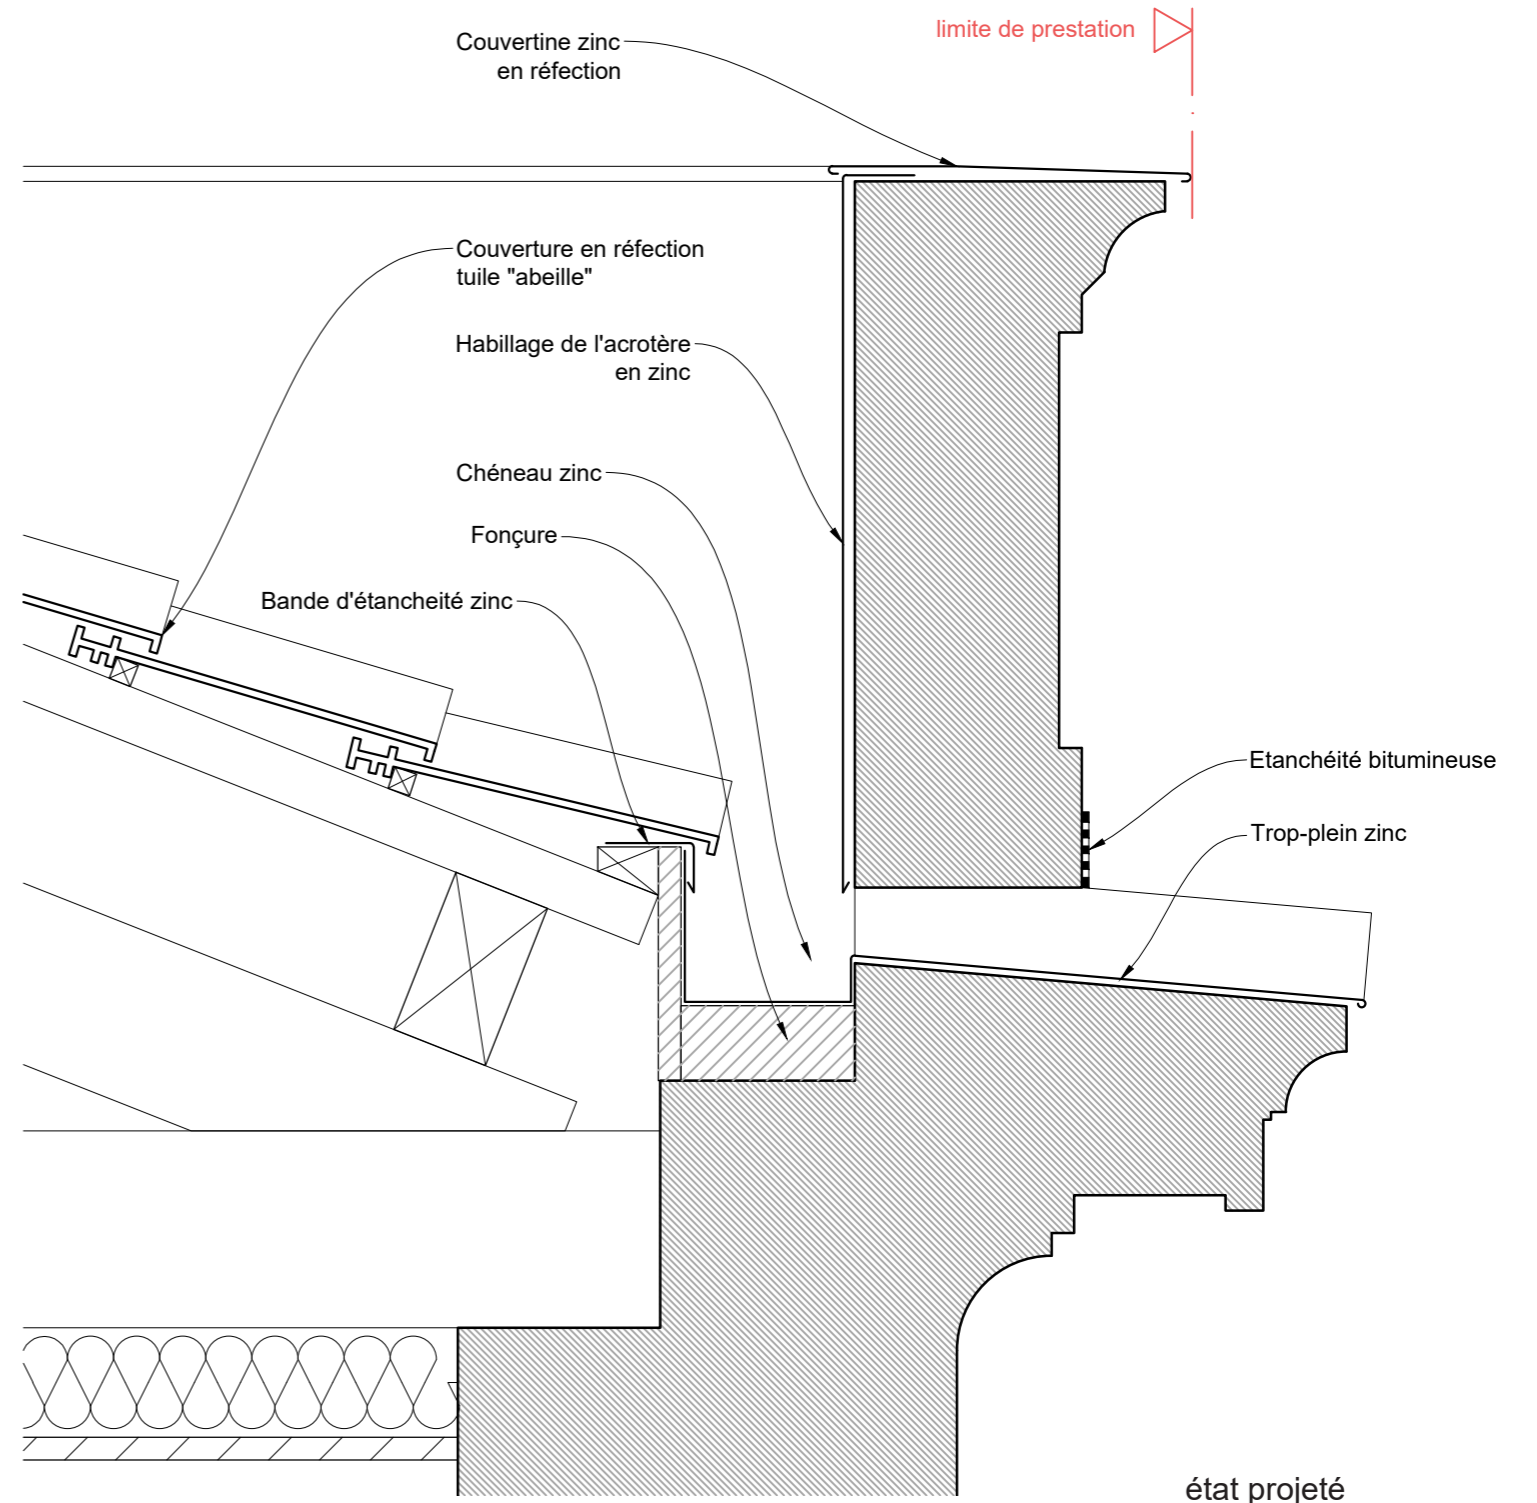 limite de prestation
Couvertine zinc
en réfection
Couverture en réfection
tuile "abeille"
Habillage de l'acrotère
en zinc
Chéneau zinc
Fonçure
Bande d'étancheité zinc
Etanchéité bitumineuse
Trop-plein zinc
état projeté